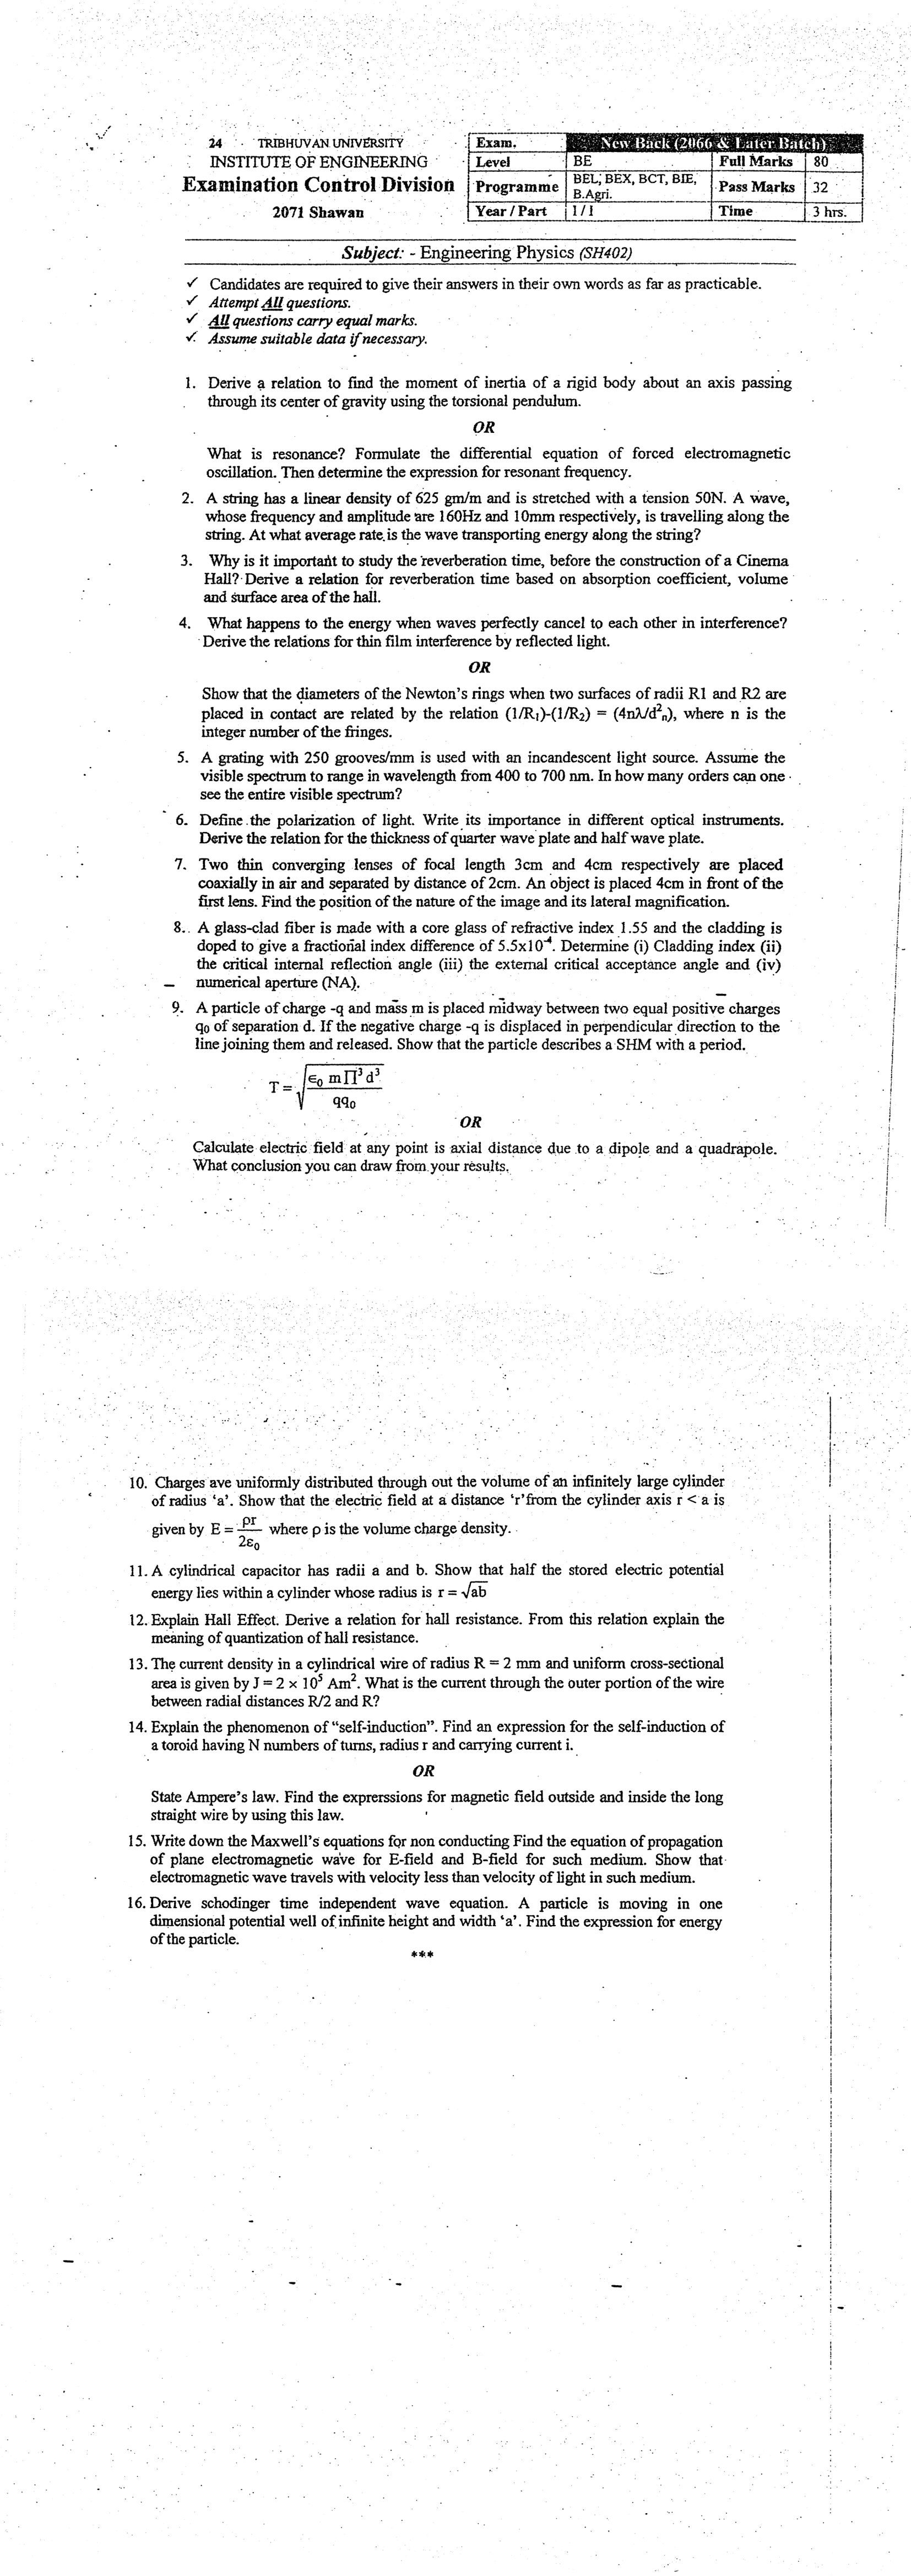 24 TRIBHUVAN UNIVERSITY
INSTITUTE OF ENGINEERING
Examination Control Division
2071 Shawan
Exam. New Back (2066 & Later Batch)
Level BE Full Marks 80
Programme BEL, BEX, BCT, BIE, B.Agri. Pass Marks 32
Year / Part I / I Time 3 hrs.
Subject: - Engineering Physics (SH402)
✓ Candidates are required to give their answers in their own words as far as practicable.
✓ Attempt All questions.
✓ All questions carry equal marks.
✓ Assume suitable data if necessary.
1. Derive a relation to find the moment of inertia of a rigid body about an axis passing
through its center of gravity using the torsional pendulum.
OR
What is resonance? Formulate the differential equation of forced electromagnetic
oscillation. Then determine the expression for resonant frequency.
2. A string has a linear density of 625 gm/m and is stretched with a tension 50N. A wave,
whose frequency and amplitude are 160Hz and 10mm respectively, is travelling along the
string. At what average rate is the wave transporting energy along the string?
3. Why is it important to study the reverberation time, before the construction of a Cinema
Hall? Derive a relation for reverberation time based on absorption coefficient, volume
and surface area of the hall.
4. What happens to the energy when waves perfectly cancel to each other in interference?
Derive the relations for thin film interference by reflected light.
OR
Show that the diameters of the Newton's rings when two surfaces of radii R1 and R2 are
placed in contact are related by the relation (1/R₁)-(1/R₂) = (4nλ/d²ₙ), where n is the
integer number of the fringes.
5. A grating with 250 grooves/mm is used with an incandescent light source. Assume the
visible spectrum to range in wavelength from 400 to 700 nm. In how many orders can one
see the entire visible spectrum?
6. Define the polarization of light. Write its importance in different optical instruments.
Derive the relation for the thickness of quarter wave plate and half wave plate.
7. Two thin converging lenses of focal length 3cm and 4cm respectively are placed
coaxially in air and separated by distance of 2cm. An object is placed 4cm in front of the
first lens. Find the position of the nature of the image and its lateral magnification.
8. A glass-clad fiber is made with a core glass of refractive index 1.55 and the cladding is
doped to give a fractional index difference of 5.5x10⁻⁴. Determine (i) Cladding index (ii)
the critical internal reflection angle (iii) the external critical acceptance angle and (iv)
numerical aperture (NA).
9. A particle of charge -q and mass m is placed midway between two equal positive charges
q₀ of separation d. If the negative charge -q is displaced in perpendicular direction to the
line joining them and released. Show that the particle describes a SHM with a period.
T = √(ϵ₀ m ∏³ d³ / qq₀)
OR
Calculate electric field at any point is axial distance due to a dipole and a quadrapole.
What conclusion you can draw from your results.
10. Charges ave uniformly distributed through out the volume of an infinitely large cylinder
of radius 'a'. Show that the electric field at a distance 'r'from the cylinder axis r < a is
given by E = ρr / 2ε₀ where ρ is the volume charge density.
11. A cylindrical capacitor has radii a and b. Show that half the stored electric potential
energy lies within a cylinder whose radius is r = √ab
12. Explain Hall Effect. Derive a relation for hall resistance. From this relation explain the
meaning of quantization of hall resistance.
13. The current density in a cylindrical wire of radius R = 2 mm and uniform cross-sectional
area is given by J = 2 × 10⁵ Am². What is the current through the outer portion of the wire
between radial distances R/2 and R?
14. Explain the phenomenon of "self-induction". Find an expression for the self-induction of
a toroid having N numbers of turns, radius r and carrying current i.
OR
State Ampere's law. Find the exprerssions for magnetic field outside and inside the long
straight wire by using this law.
15. Write down the Maxwell's equations for non conducting Find the equation of propagation
of plane electromagnetic wave for E-field and B-field for such medium. Show that
electromagnetic wave travels with velocity less than velocity of light in such medium.
16. Derive schodinger time independent wave equation. A particle is moving in one
dimensional potential well of infinite height and width 'a'. Find the expression for energy
of the particle.
***